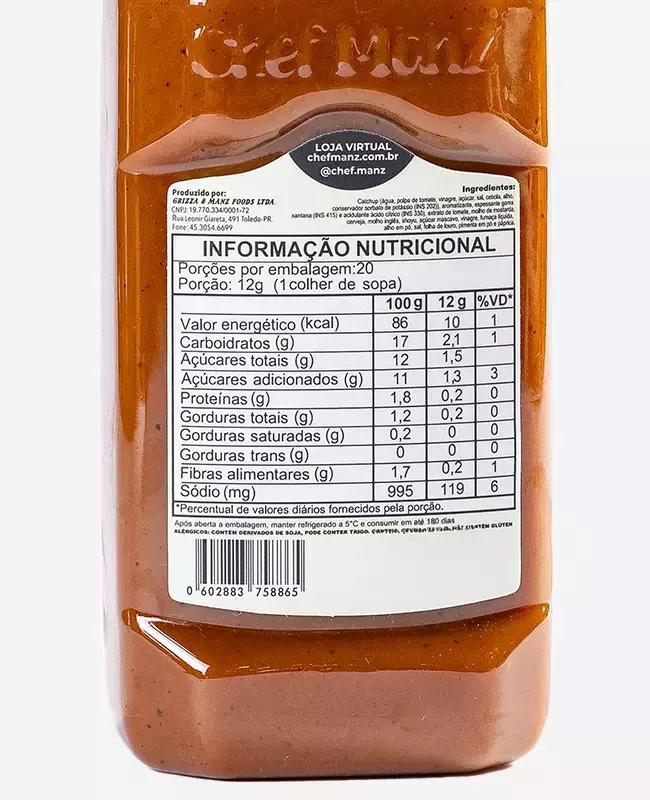 Chef Manz
LOJA VIRTUAL
chefmanz.com.br
@chef.manz
Produzido por:
GRIZZA & MANZ FOODS LTDA
CNPJ: 19.770.334/0001-72
Rua Leonir Giareta, 491 Toledo-PR.
Fone: 45.3054.6699
Ingredientes:
Catchup (água, polpa de tomate, vinagre, açúcar, sal, cebola, alho,
conservador sorbato de potássio (INS 202)), aromatizante, espessante goma
xantana (INS 415) e acidulante ácido cítrico (INS 330), extrato de tomate, molho de mostarda,
cerveja, molho inglês, shoyu, açúcar mascavo, vinagre, fumaça líquida,
alho em pó, sal, folha de louro, pimenta em pó e páprica.
INFORMAÇÃO NUTRICIONAL
Porções por embalagem:20
Porção: 12g (1colher de sopa)
100 g 12 g %VD*
Valor energético (kcal) 86 10 1
Carboidratos (g) 17 2,1 1
Açúcares totais (g) 12 1,5
Açúcares adicionados (g) 11 1,3 3
Proteínas (g) 1,8 0,2 0
Gorduras totais (g) 1,2 0,2 0
Gorduras saturadas (g) 0,2 0 0
Gorduras trans (g) 0 0 0
Fibras alimentares (g) 1,7 0,2 1
Sódio (mg) 995 119 6
*Percentual de valores diários fornecidos pela porção.
Após aberta a embalagem, manter refrigerado a 5°C e consumir em até 180 dias
ALÉRGICOS: CONTÉM DERIVADOS DE SOJA, PODE CONTER TRIGO, CENTEIO, GLÚTEN
0 602883 758865